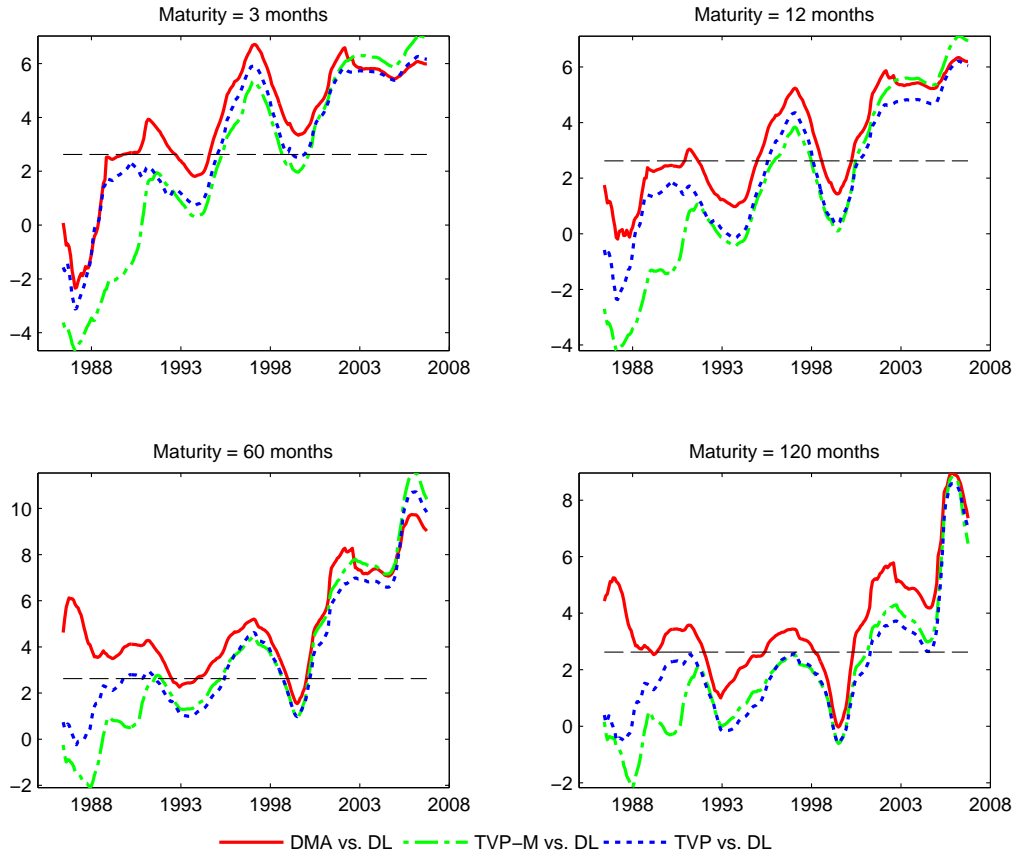 Maturity = 3 months
6
4
2
0
−2
−4
1988 1993 1998 2003 2008
Maturity = 12 months
6
4
2
0
−2
−4
1988 1993 1998 2003 2008
Maturity = 60 months
10
8
6
4
2
0
−2
1988 1993 1998 2003 2008
Maturity = 120 months
8
6
4
2
0
−2
1988 1993 1998 2003 2008
DMA vs. DL TVP−M vs. DL TVP vs. DL